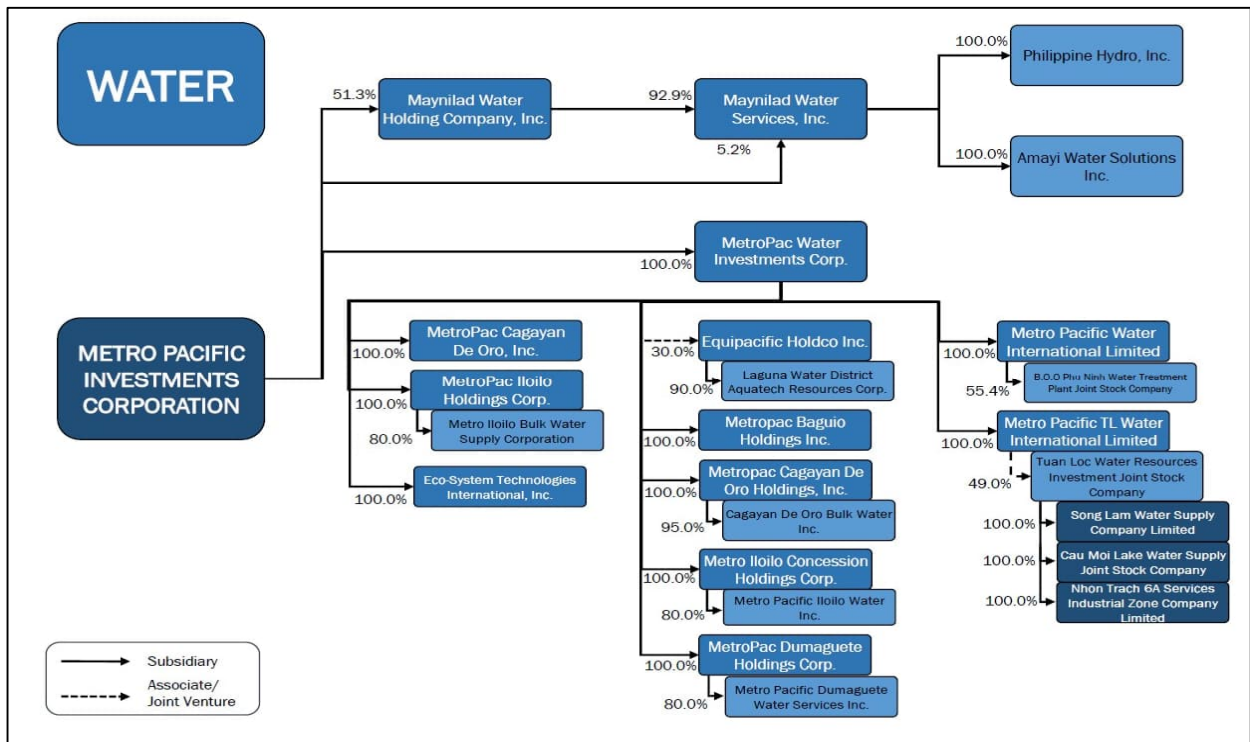 WATER
51.3%
Maynilad Water
Holding Company, Inc.
92.9%
Maynilad Water
Services, Inc.
5.2%
100.0%
Philippine Hydro, Inc.
100.0%
Amayi Water Solutions
Inc.
100.0%
MetroPac Water
Investments Corp.
METRO PACIFIC
INVESTMENTS
CORPORATION
100.0%
MetroPac Cagayan
De Oro, Inc.
100.0%
MetroPac Iloilo
Holdings Corp.
80.0%
Metro Iloilo Bulk Water
Supply Corporation
100.0%
Eco-System Technologies
International, Inc.
30.0%
Equipacific Holdco Inc.
90.0%
Laguna Water District
Aquatech Resources Corp.
100.0%
Metropac Baguio
Holdings Inc.
100.0%
Metropac Cagayan De
Oro Holdings, Inc.
95.0%
Cagayan De Oro Bulk Water
Inc.
100.0%
Metro Iloilo Concession
Holdings Corp.
80.0%
Metro Pacific Iloilo Water
Inc.
100.0%
MetroPac Dumaguete
Holdings Corp.
80.0%
Metro Pacific Dumaguete
Water Services Inc.
100.0%
Metro Pacific Water
International Limited
55.4%
B.O.O Phu Ninh Water Treatment
Plant Joint Stock Company
100.0%
Metro Pacific TL Water
International Limited
49.0%
Tuan Loc Water Resources
Investment Joint Stock
Company
100.0%
Song Lam Water Supply
Company Limited
100.0%
Cau Moi Lake Water Supply
Joint Stock Company
100.0%
Nhon Trach 6A Services
Industrial Zone Company
Limited
Subsidiary
Associate/
Joint Venture